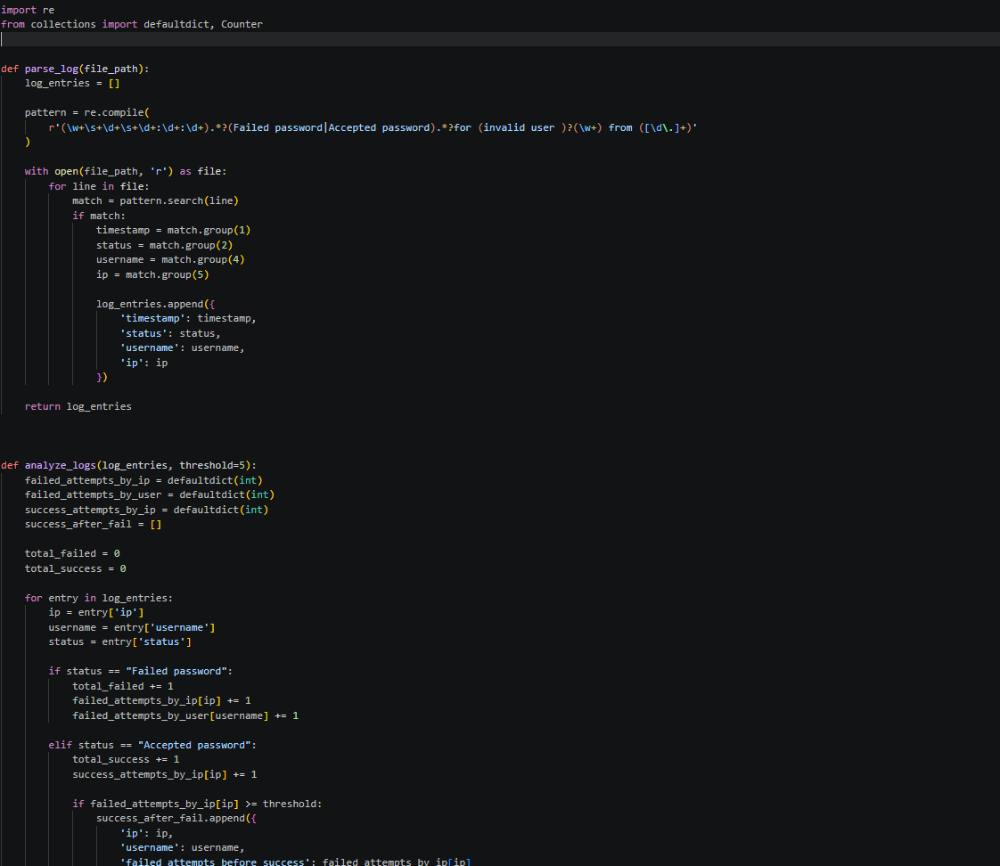 import re
from collections import defaultdict, Counter
def parse_log(file_path):
    log_entries = []
    pattern = re.compile(
        r'(\w+\s+\d+\s+\d+:\d+:\d+).*?(Failed password|Accepted password).*?for (invalid user )?(\w+) from ([\d\.]+)'
    )
    with open(file_path, 'r') as file:
        for line in file:
            match = pattern.search(line)
            if match:
                timestamp = match.group(1)
                status = match.group(2)
                username = match.group(4)
                ip = match.group(5)
                log_entries.append({
                    'timestamp': timestamp,
                    'status': status,
                    'username': username,
                    'ip': ip
                })
    return log_entries
def analyze_logs(log_entries, threshold=5):
    failed_attempts_by_ip = defaultdict(int)
    failed_attempts_by_user = defaultdict(int)
    success_attempts_by_ip = defaultdict(int)
    success_after_fail = []
    total_failed = 0
    total_success = 0
    for entry in log_entries:
        ip = entry['ip']
        username = entry['username']
        status = entry['status']
        if status == "Failed password":
            total_failed += 1
            failed_attempts_by_ip[ip] += 1
            failed_attempts_by_user[username] += 1
        elif status == "Accepted password":
            total_success += 1
            success_attempts_by_ip[ip] += 1
            if failed_attempts_by_ip[ip] >= threshold:
                success_after_fail.append({
                    'ip': ip,
                    'username': username,
                    'failed_attempts_before_success': failed_attempts_by_ip[ip]